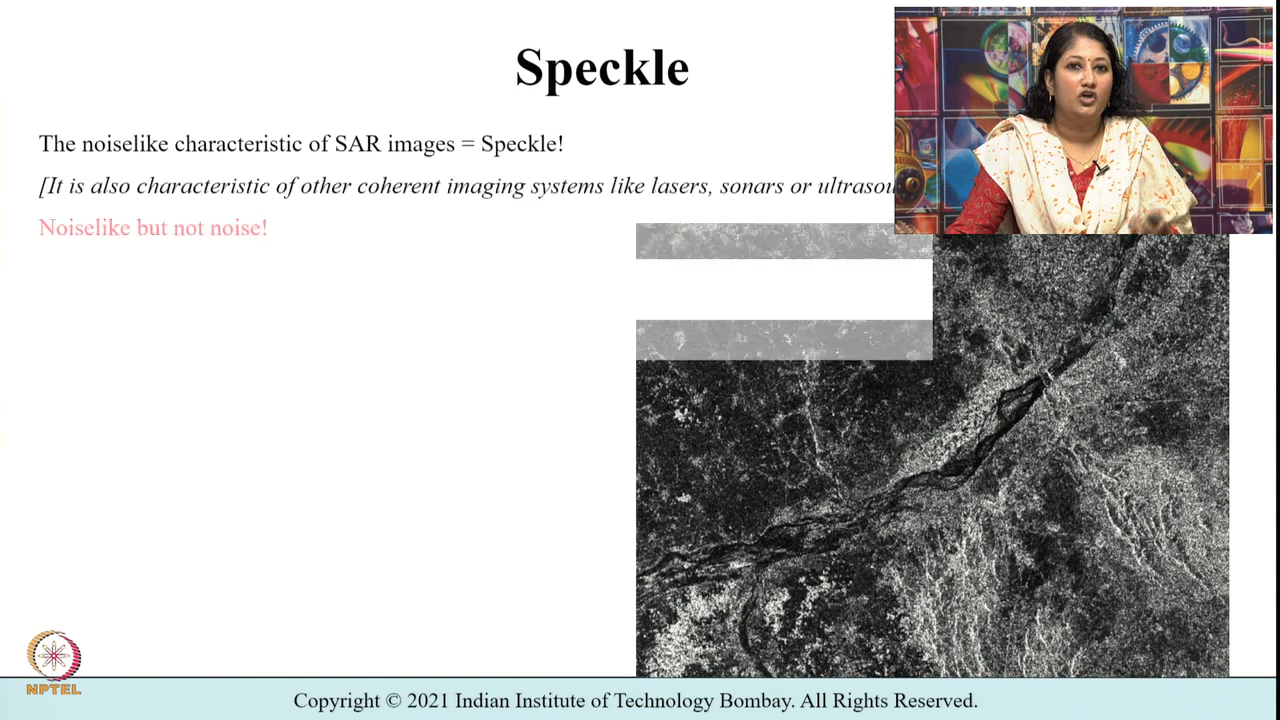 Speckle
The noiselike characteristic of SAR images = Speckle!
[It is also characteristic of other coherent imaging systems like lasers, sonars or
Noiselike but not noise!
NPTEL
Copyright © 2021 Indian Institute of Technology Bombay. All Rights Reserved.